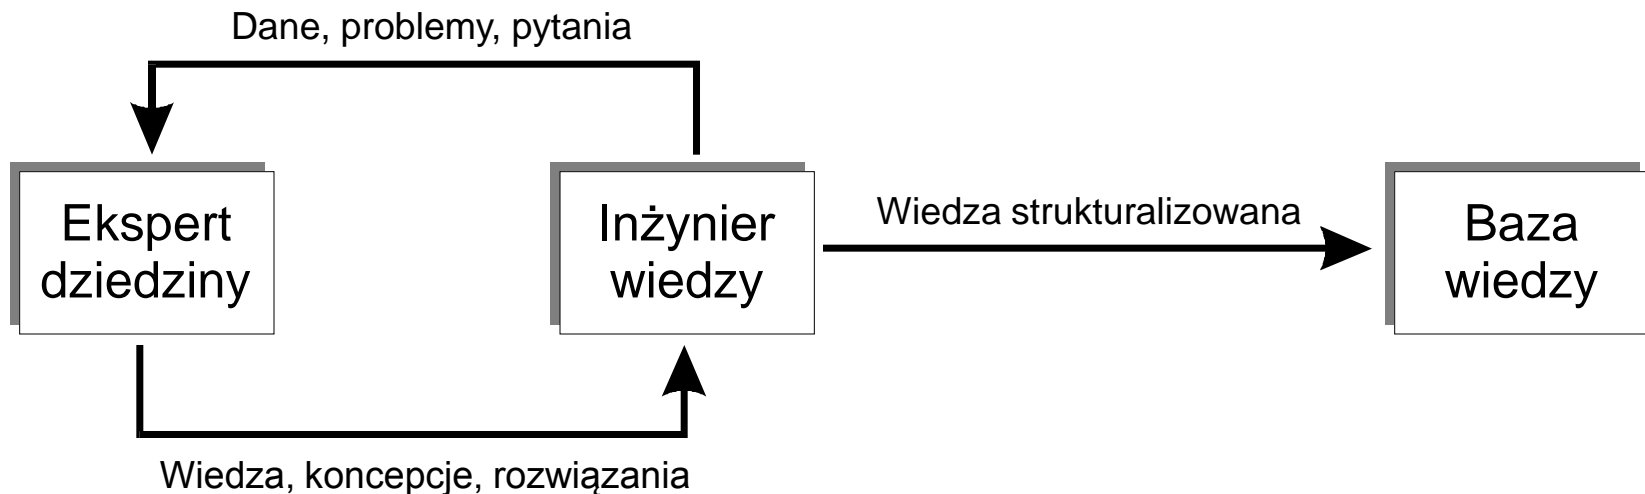 Dane, problemy, pytania
Ekspert
dziedziny
Inżynier
wiedzy
Wiedza strukturalizowana
Baza
wiedzy
Wiedza, koncepcje, rozwiązania